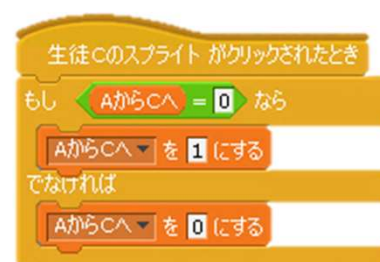 生徒Cのスプライト がクリックされたとき
もし AからCへ = 0 なら
AからCへ を 1 にする
でなければ
AからCへ を 0 にする